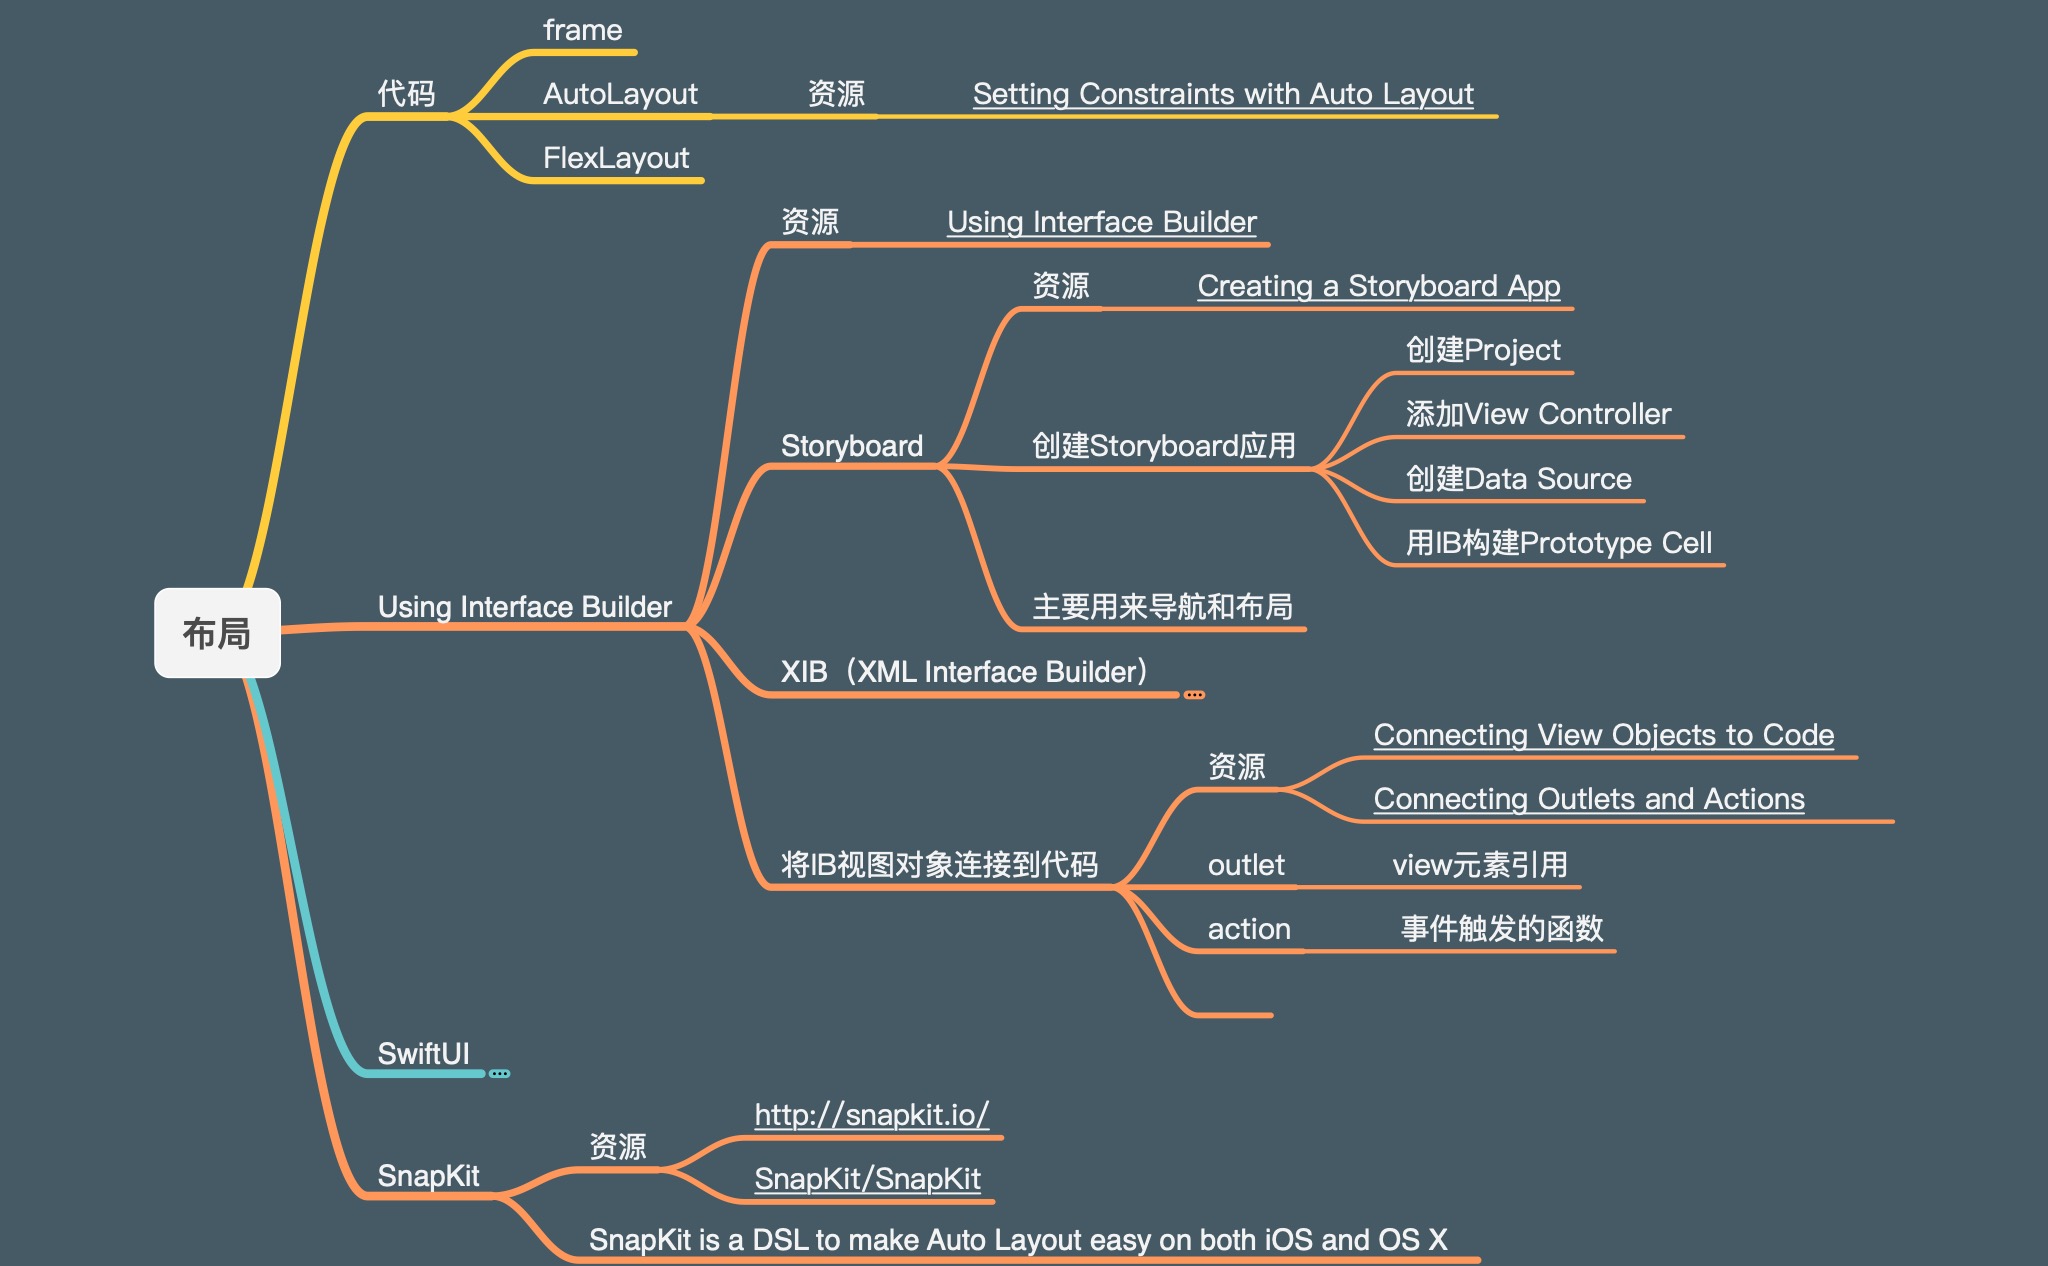 frame
代码
AutoLayout
资源
Setting Constraints with Auto Layout
FlexLayout
资源
Using Interface Builder
资源
Creating a Storyboard App
创建Project
添加View Controller
Storyboard
创建Storyboard应用
创建Data Source
用IB构建Prototype Cell
布局
Using Interface Builder
主要用来导航和布局
XIB（XML Interface Builder）
资源
Connecting View Objects to Code
Connecting Outlets and Actions
将IB视图对象连接到代码
outlet
view元素引用
action
事件触发的函数
SwiftUI
SnapKit
资源
http://snapkit.io/
SnapKit/SnapKit
SnapKit is a DSL to make Auto Layout easy on both iOS and OS X